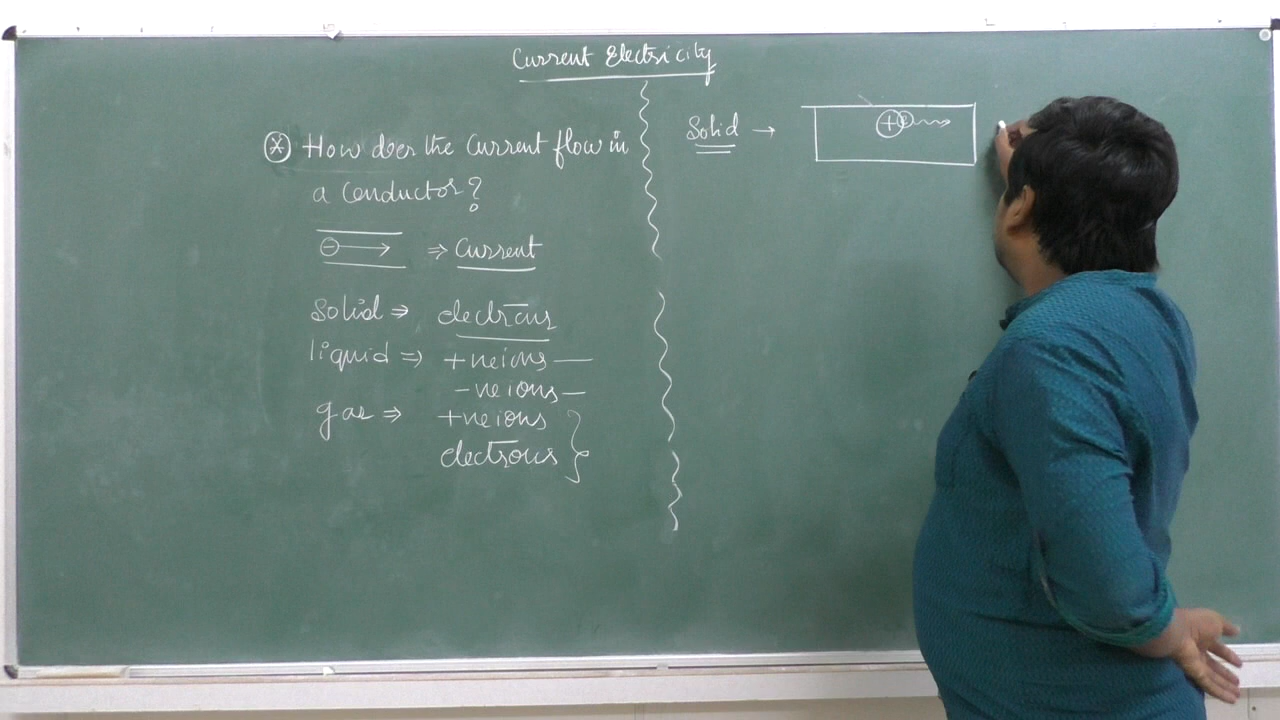 Current Electricity
* How does the current flow in
a conductor?
− → ⇒ Current
solid ⇒ electrons
liquid ⇒ +ve ions —
−ve ions —
gas ⇒ +ve ions
electrons
Solid →
+